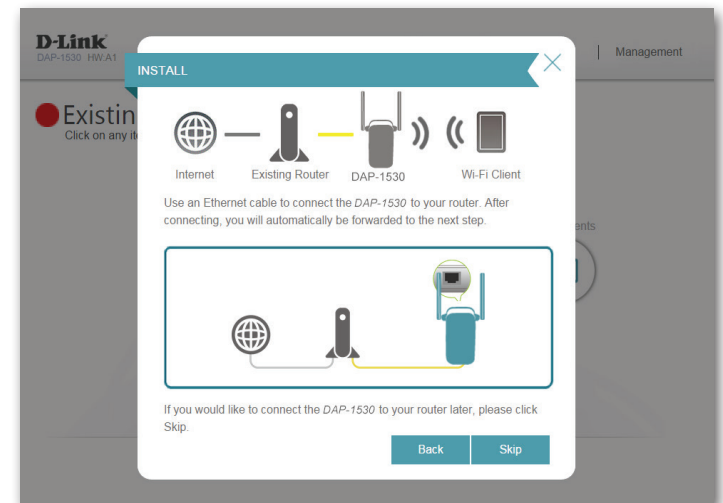 D-Link
DAP-1530 HW:A1
Management
INSTALL
Existin
Click on any it
Internet Existing Router DAP-1530 Wi-Fi Client
Use an Ethernet cable to connect the DAP-1530 to your router. After
connecting, you will automatically be forwarded to the next step.
ents
If you would like to connect the DAP-1530 to your router later, please click
Skip.
Back Skip